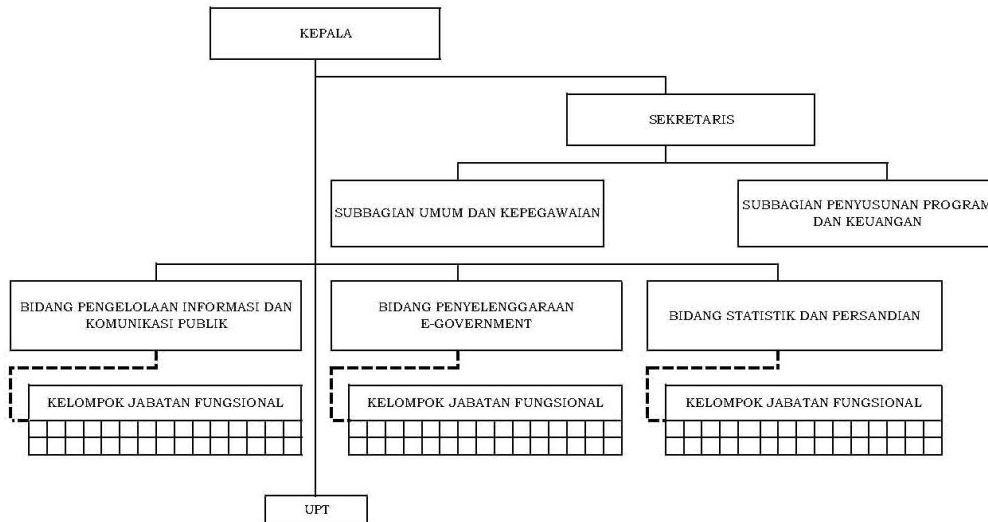 KEPALA
SEKRETARIS
SUBBAGIAN UMUM DAN KEPEGAWAIAN
SUBBAGIAN PENYUSUNAN PROGRAM
DAN KEUANGAN
BIDANG PENGELOLAAN INFORMASI DAN
KOMUNIKASI PUBLIK
BIDANG PENYELENGGARAAN
E-GOVERNMENT
BIDANG STATISTIK DAN PERSANDIAN
KELOMPOK JABATAN FUNGSIONAL
KELOMPOK JABATAN FUNGSIONAL
KELOMPOK JABATAN FUNGSIONAL
UPT